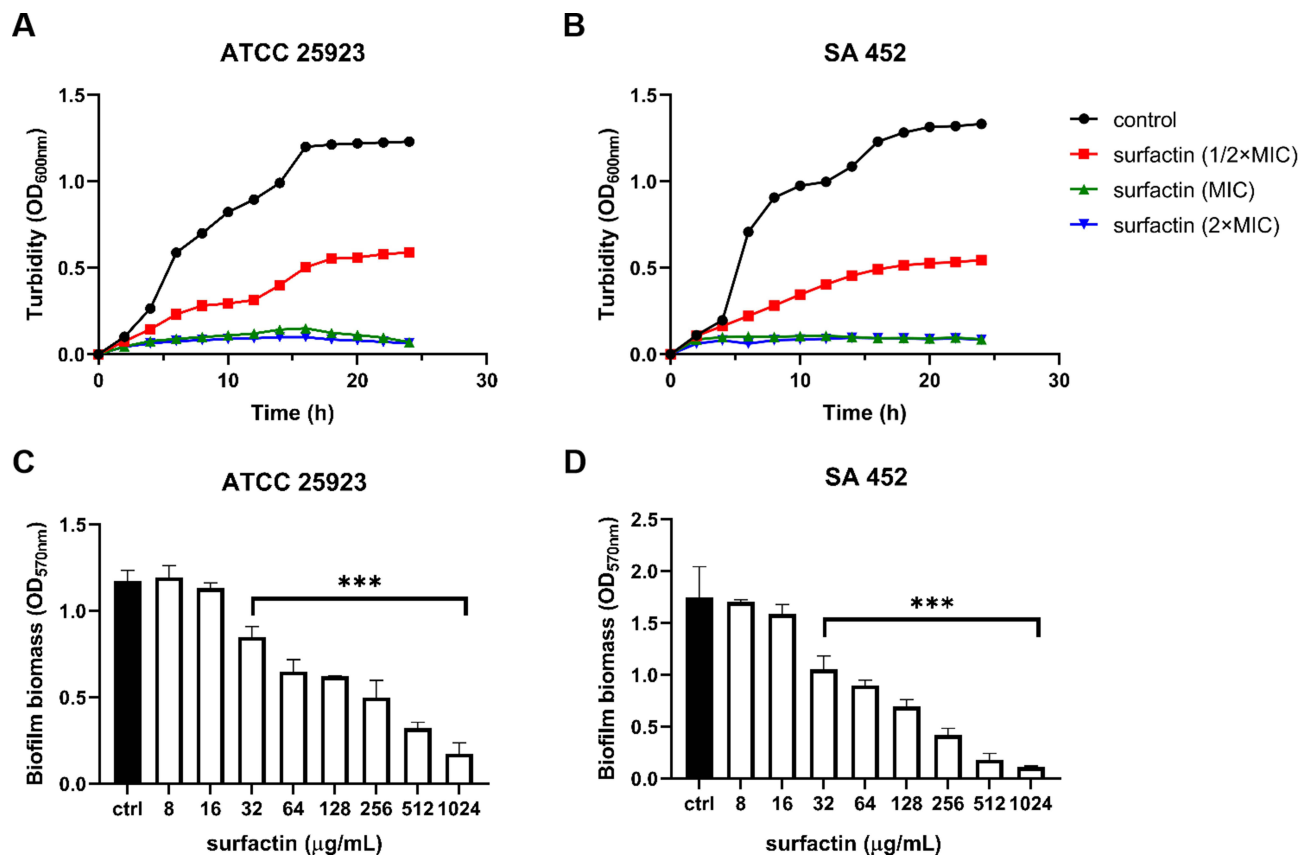 A
ATCC 25923
Turbidity (OD600nm)
1.5
1.0
0.5
0.0
0 10 20 30
Time (h)
B
SA 452
Turbidity (OD600nm)
1.5
1.0
0.5
0.0
0 10 20 30
Time (h)
control
surfactin (1/2×MIC)
surfactin (MIC)
surfactin (2×MIC)
C
ATCC 25923
Biofilm biomass (OD570nm)
1.5
1.0
0.5
0.0
***
ctrl 8 16 32 64 128 256 512 1024
surfactin (μg/mL)
D
SA 452
Biofilm biomass (OD570nm)
2.5
2.0
1.5
1.0
0.5
0.0
***
ctrl 8 16 32 64 128 256 512 1024
surfactin (μg/mL)